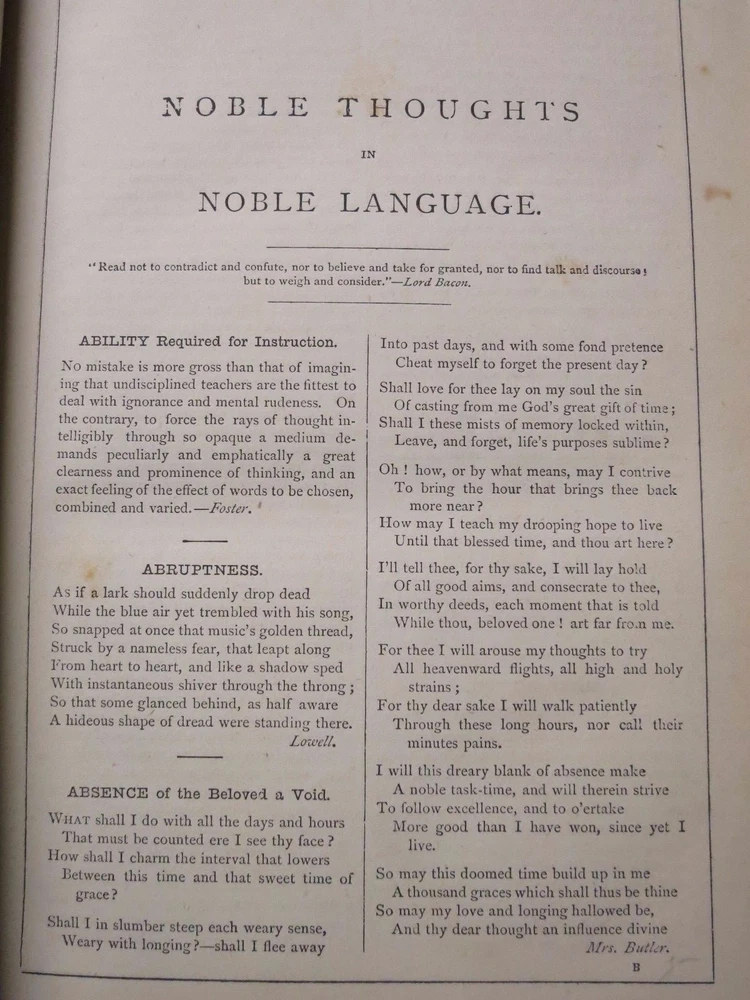 NOBLE THOUGHTS
IN
NOBLE LANGUAGE.
"Read not to contradict and confute, nor to believe and take for granted, nor to find talk and discourse;
but to weigh and consider."—Lord Bacon.
ABILITY Required for Instruction.
No mistake is more gross than that of imagin-
ing that undisciplined teachers are the fittest to
deal with ignorance and mental rudeness. On
the contrary, to force the rays of thought in-
telligibly through so opaque a medium de-
mands peculiarly and emphatically a great
clearness and prominence of thinking, and an
exact feeling of the effect of words to be chosen,
combined and varied.—Foster.
ABRUPTNESS.
As if a lark should suddenly drop dead
While the blue air yet trembled with his song,
So snapped at once that music's golden thread,
Struck by a nameless fear, that leapt along
From heart to heart, and like a shadow sped
With instantaneous shiver through the throng;
So that some glanced behind, as half aware
A hideous shape of dread were standing there.
Lowell.
ABSENCE of the Beloved a Void.
WHAT shall I do with all the days and hours
That must be counted ere I see thy face?
How shall I charm the interval that lowers
Between this time and that sweet time of
grace?
Shall I in slumber steep each weary sense,
Weary with longing?—shall I flee away
Into past days, and with some fond pretence
Cheat myself to forget the present day?
Shall love for thee lay on my soul the sin
Of casting from me God's great gift of time;
Shall I these mists of memory locked within,
Leave, and forget, life's purposes sublime?
Oh! how, or by what means, may I contrive
To bring the hour that brings thee back
more near?
How may I teach my drooping hope to live
Until that blessed time, and thou art here?
I'll tell thee, for thy sake, I will lay hold
Of all good aims, and consecrate to thee,
In worthy deeds, each moment that is told
While thou, beloved one! art far from me.
For thee I will arouse my thoughts to try
All heavenward flights, all high and holy
strains;
For thy dear sake I will walk patiently
Through these long hours, nor call their
minutes pains.
I will this dreary blank of absence make
A noble task-time, and will therein strive
To follow excellence, and to o'ertake
More good than I have won, since yet I
live.
So may this doomed time build up in me
A thousand graces which shall thus be thine
So may my love and longing hallowed be,
And thy dear thought an influence divine
Mrs. Butler.
B